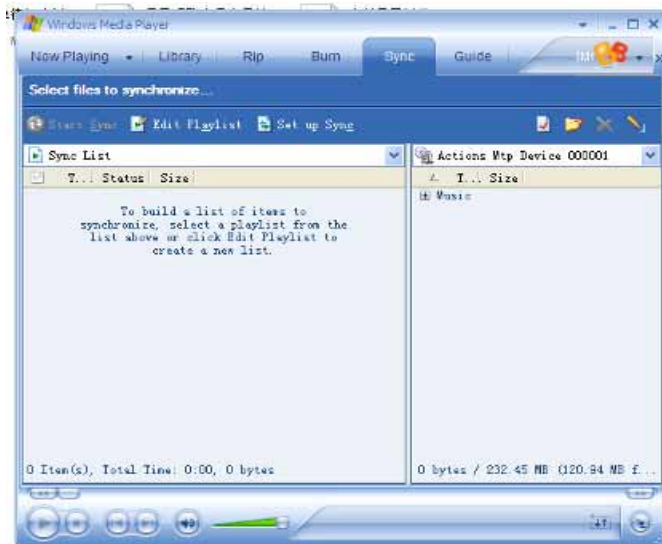 Windows Media Player
Now Playing Library Rip Burn Sync Guide
Select files to synchronize...
Start Sync Edit Playlist Set up Sync
Sync List Actions Mtp Device 000001
T... Status Size T... Size
Music
To build a list of items to
synchronize, select a playlist from the
list above or click Edit Playlist to
create a new list.
0 Item(s), Total Time: 0:00, 0 bytes 0 bytes / 232.45 MB (120.94 MB f...